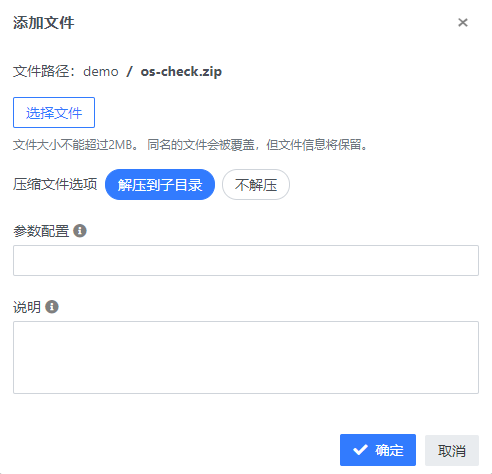 添加文件 ×
文件路径：demo / os-check.zip
选择文件
文件大小不能超过2MB。 同名的文件会被覆盖，但文件信息将保留。
压缩文件选项 解压到子目录 不解压
参数配置
说明
确定 取消